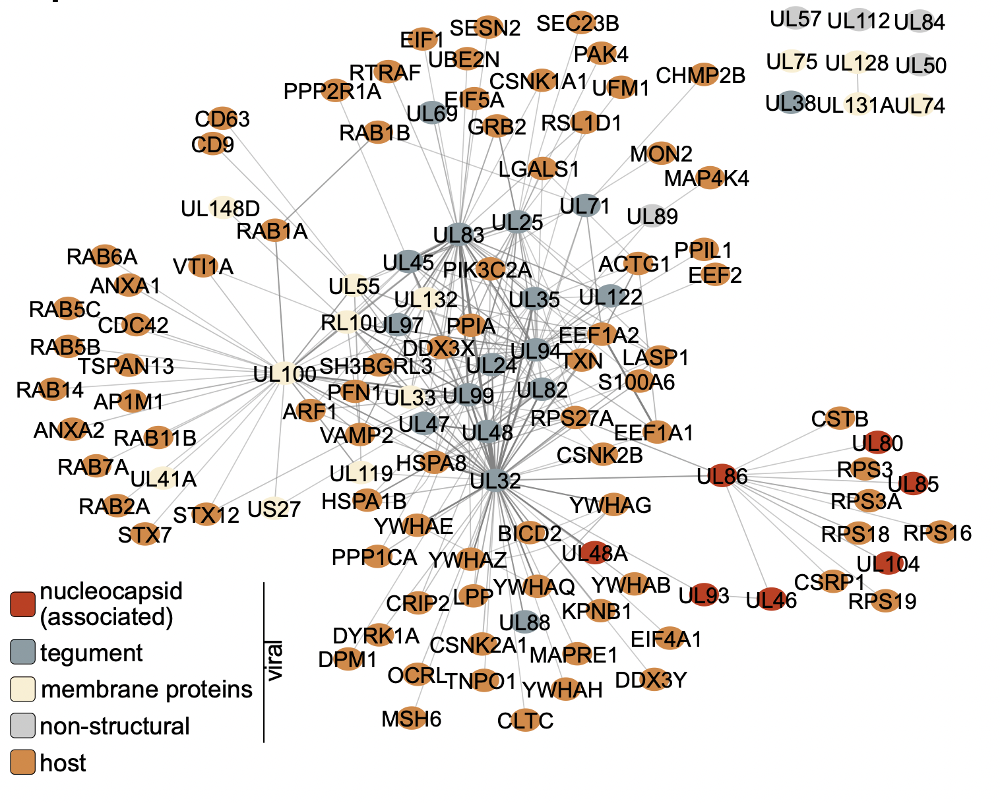 UL57 UL112 UL84
SESN2 SEC23B
EIF1
UBE2N PAK4
UL75 UL128 UL50
RTRAF CSNK1A1 UFM1 CHMP2B
PPP2R1A
EIF5A
UL38 UL131A UL74
UL69
CD63 GRB2 RSL1D1
RAB1B
CD9 MON2
LGALS1 MAP4K4
UL148D UL71
UL25 UL89
RAB1A UL83
RAB6A PPIL1
VTI1A UL45 PIK3C2A ACTG1
EEF2
ANXA1 UL55
UL132 UL35 UL122
RAB5C
CDC42 RL10 UL97 PPIA
EEF1A2
RAB5B DDX3X UL94
TSPAN13 SH3BGRL3 UL24 TXN LASP1
UL100
RAB14 PFN1 UL33 UL99 UL82 S100A6
AP1M1
ARF1
RPS27A CSTB
ANXA2 RAB11B VAMP2 UL47 UL48 EEF1A1
UL80
CSNK2B
RAB7A UL41A UL119 HSPA8 RPS3
UL32 UL86 UL85
RAB2A STX12 US27 HSPA1B YWHAG RPS3A
STX7 YWHAE BICD2 RPS18 RPS16
PPP1CA YWHAZ UL48A
UL104
YWHAQ YWHAB CSRP1
CRIP2 LPP UL93 UL46 RPS19
KPNB1
UL88
DYRK1A CSNK2A1 EIF4A1
DPM1 MAPRE1
OCRL TNPO1 YWHAH DDX3Y
MSH6 CLTC
nucleocapsid
(associated)
tegument
membrane proteins
non-structural
host
viral